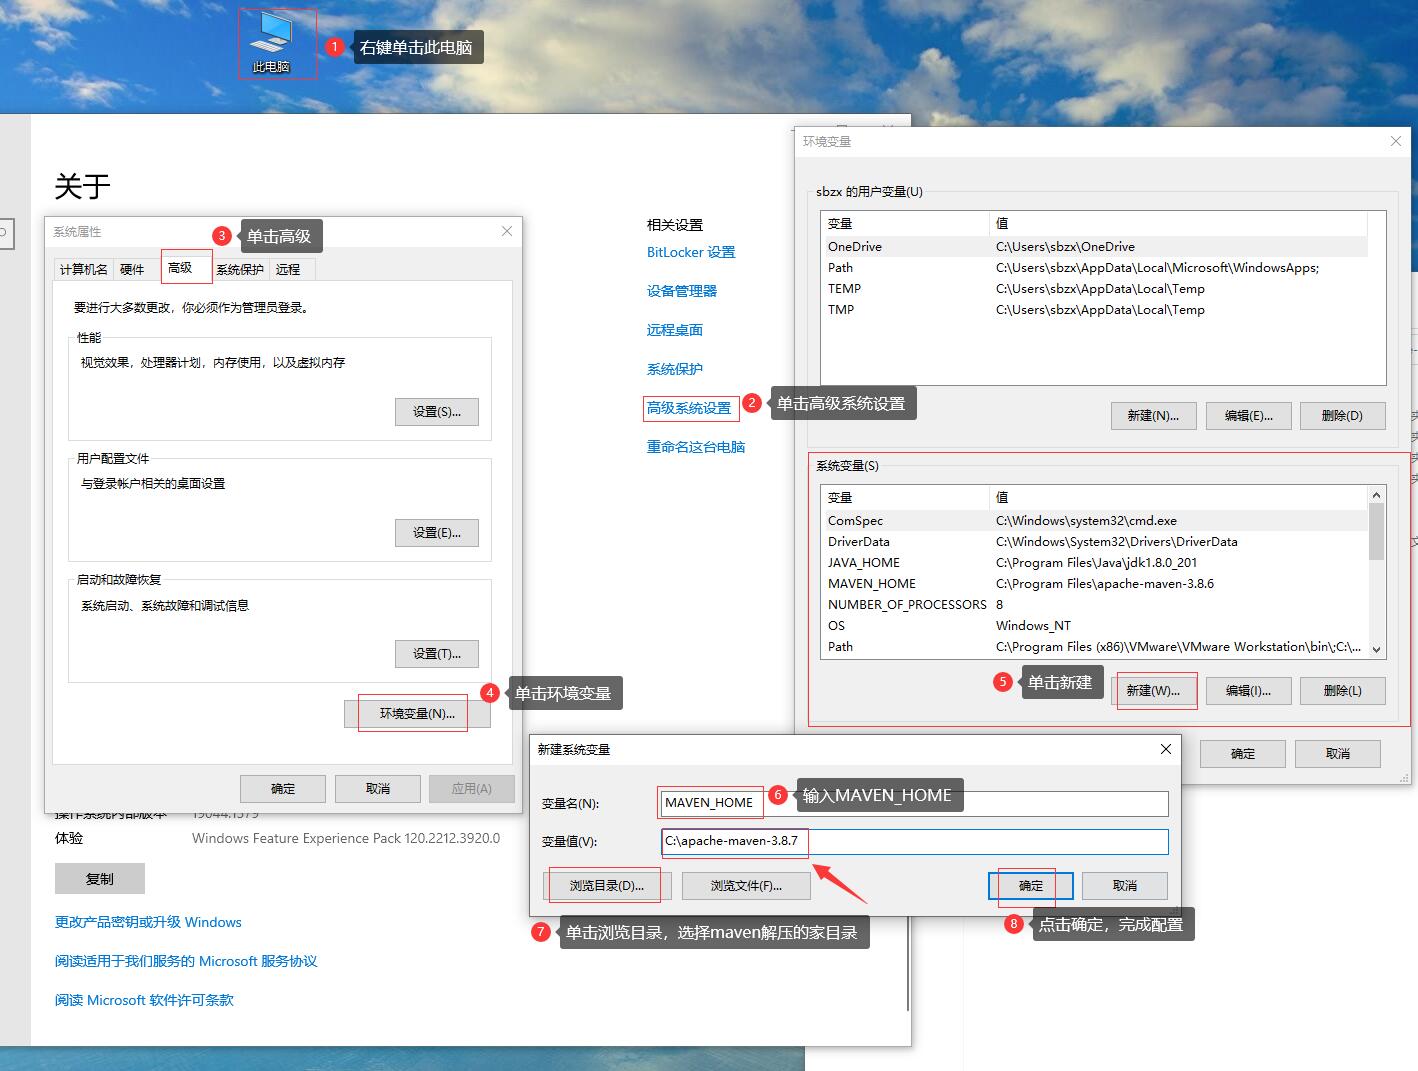 此电脑
1
右键单击此电脑
关于
系统属性
3
单击高级
计算机名
硬件
高级
系统保护
远程
要进行大多数更改，你必须作为管理员登录。
性能
视觉效果，处理器计划，内存使用，以及虚拟内存
设置(S)...
用户配置文件
与登录帐户相关的桌面设置
设置(E)...
启动和故障恢复
系统启动、系统故障和调试信息
设置(T)...
4
单击环境变量
环境变量(N)...
确定
取消
应用(A)
相关设置
BitLocker 设置
设备管理器
远程桌面
系统保护
高级系统设置
2
单击高级系统设置
重命名这台电脑
体验 Windows Feature Experience Pack 120.2212.3920.0
复制
更改产品密钥或升级 Windows
阅读适用于我们服务的 Microsoft 服务协议
阅读 Microsoft 软件许可条款
环境变量
sbzx 的用户变量(U)
变量 值
OneDrive C:\Users\sbzx\OneDrive
Path C:\Users\sbzx\AppData\Local\Microsoft\WindowsApps;
TEMP C:\Users\sbzx\AppData\Local\Temp
TMP C:\Users\sbzx\AppData\Local\Temp
新建(N)...
编辑(E)...
删除(D)
系统变量(S)
变量 值
ComSpec C:\Windows\system32\cmd.exe
DriverData C:\Windows\System32\Drivers\DriverData
JAVA_HOME C:\Program Files\Java\jdk1.8.0_201
MAVEN_HOME C:\Program Files\apache-maven-3.8.6
NUMBER_OF_PROCESSORS 8
OS Windows_NT
Path C:\Program Files (x86)\VMware\VMware Workstation\bin\;C:\...
5
单击新建
新建(W)...
编辑(I)...
删除(L)
确定
取消
新建系统变量
变量名(N):
MAVEN_HOME
6
输入MAVEN_HOME
变量值(V):
C:\apache-maven-3.8.7
浏览目录(D)...
浏览文件(F)...
确定
取消
7
单击浏览目录，选择maven解压的家目录
8
点击确定，完成配置